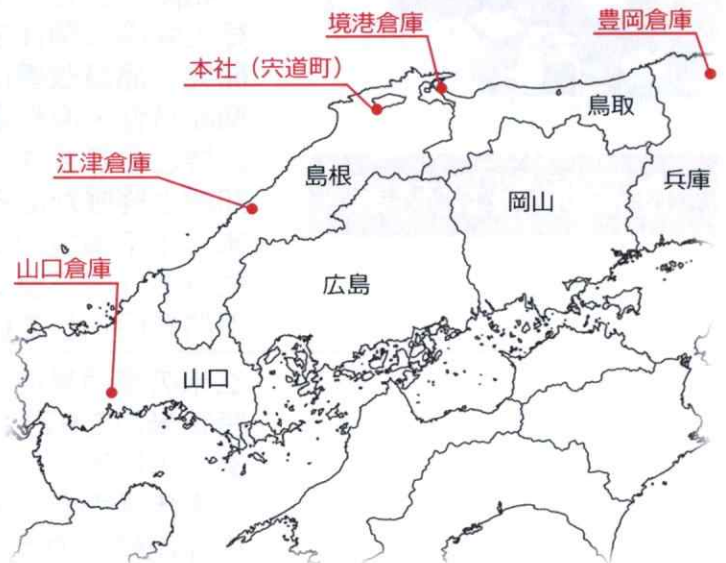 境港倉庫
豊岡倉庫
本社（宍道町）
鳥取
江津倉庫
島根
岡山
兵庫
山口倉庫
広島
山口